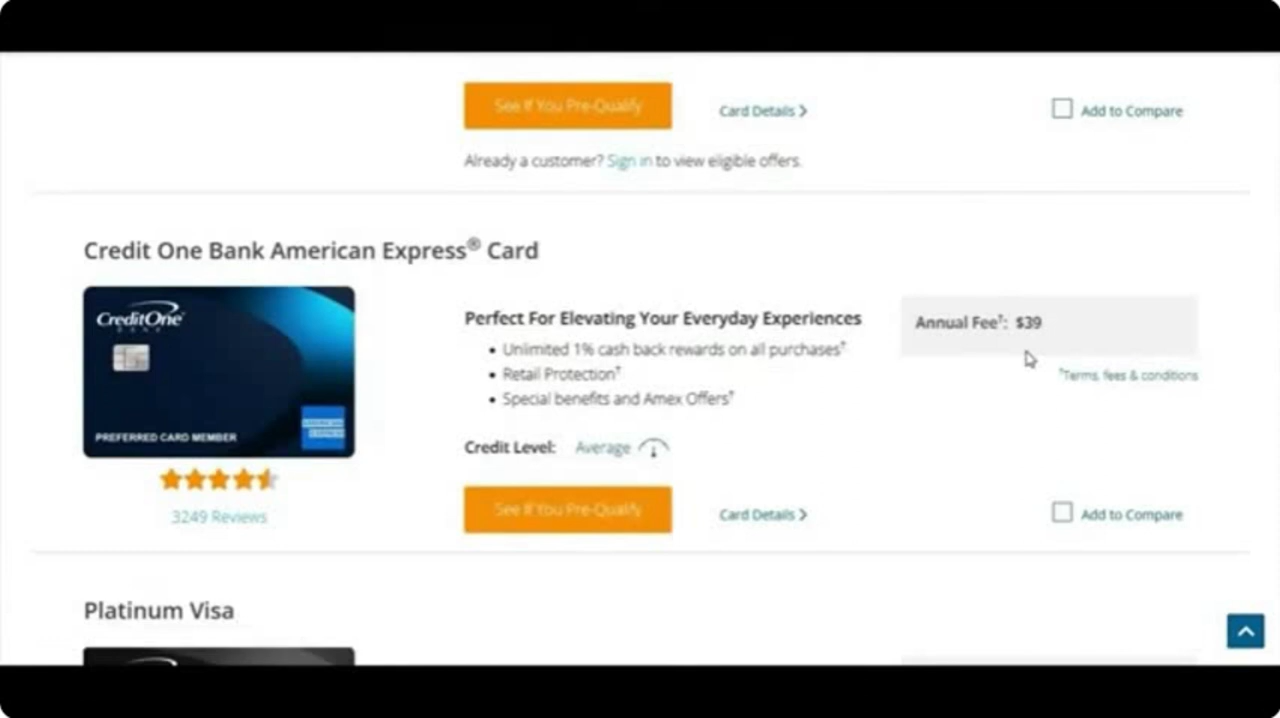 See If You Pre-Qualify
Card Details
Add to Compare
Already a customer? Sign in to view eligible offers.
Credit One Bank American Express® Card
CreditOne
BANK
PREFERRED CARD MEMBER
AMERICAN
EXPRESS
3249 Reviews
Perfect For Elevating Your Everyday Experiences
• Unlimited 1% cash back rewards on all purchases†
• Retail Protection†
• Special benefits and Amex Offers†
Credit Level: Average
Annual Fee†: $39
†Terms, fees & conditions
See If You Pre-Qualify
Card Details
Add to Compare
Platinum Visa